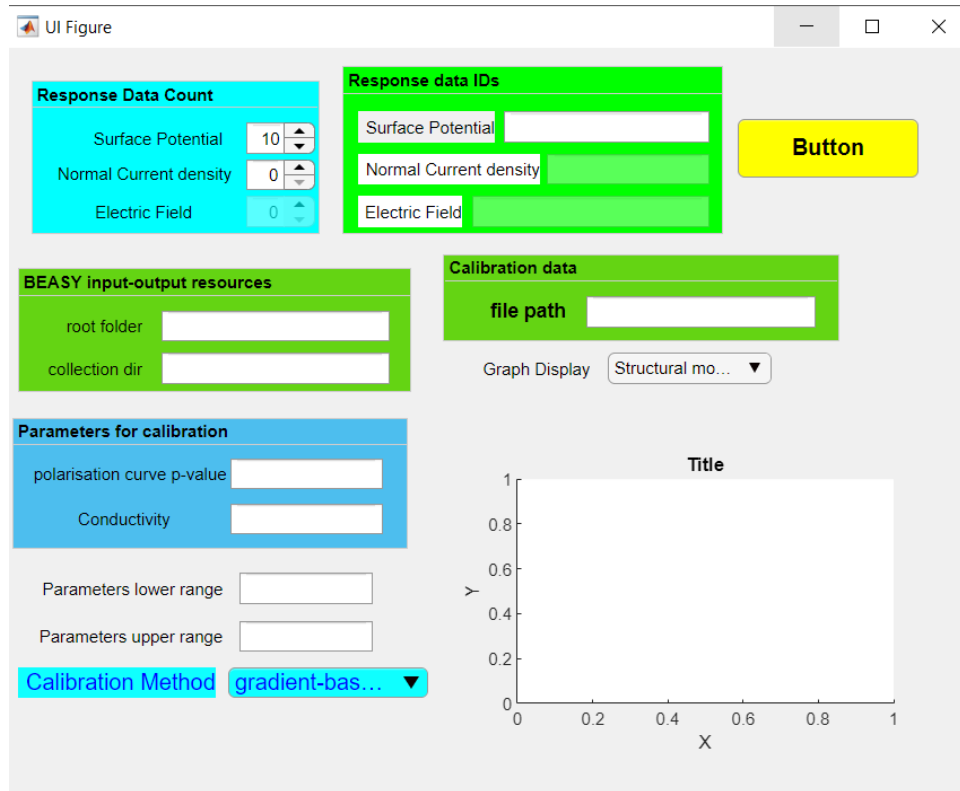 UI Figure
Response Data Count
Surface Potential 10
Normal Current density 0
Electric Field 0
Response data IDs
Surface Potential
Normal Current density
Electric Field
Button
BEASY input-output resources
root folder
collection dir
Calibration data
file path
Graph Display Structural mo...
Parameters for calibration
polarisation curve p-value
Conductivity
Parameters lower range
Parameters upper range
Calibration Method gradient-bas...
Title
1
0.8
0.6
0.4
0.2
0
Y
0 0.2 0.4 0.6 0.8 1
X